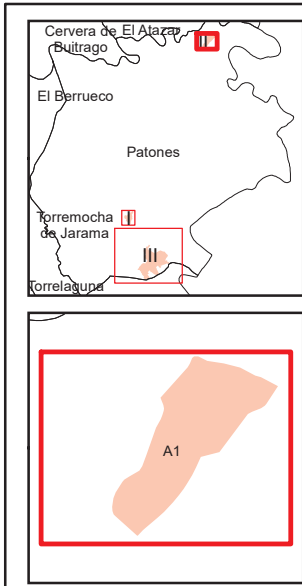 Cervera de El Atazar
Buitrago
II
El Berrueco
Patones
Torremocha
de Jarama
I
III
Torrelaguna
A1